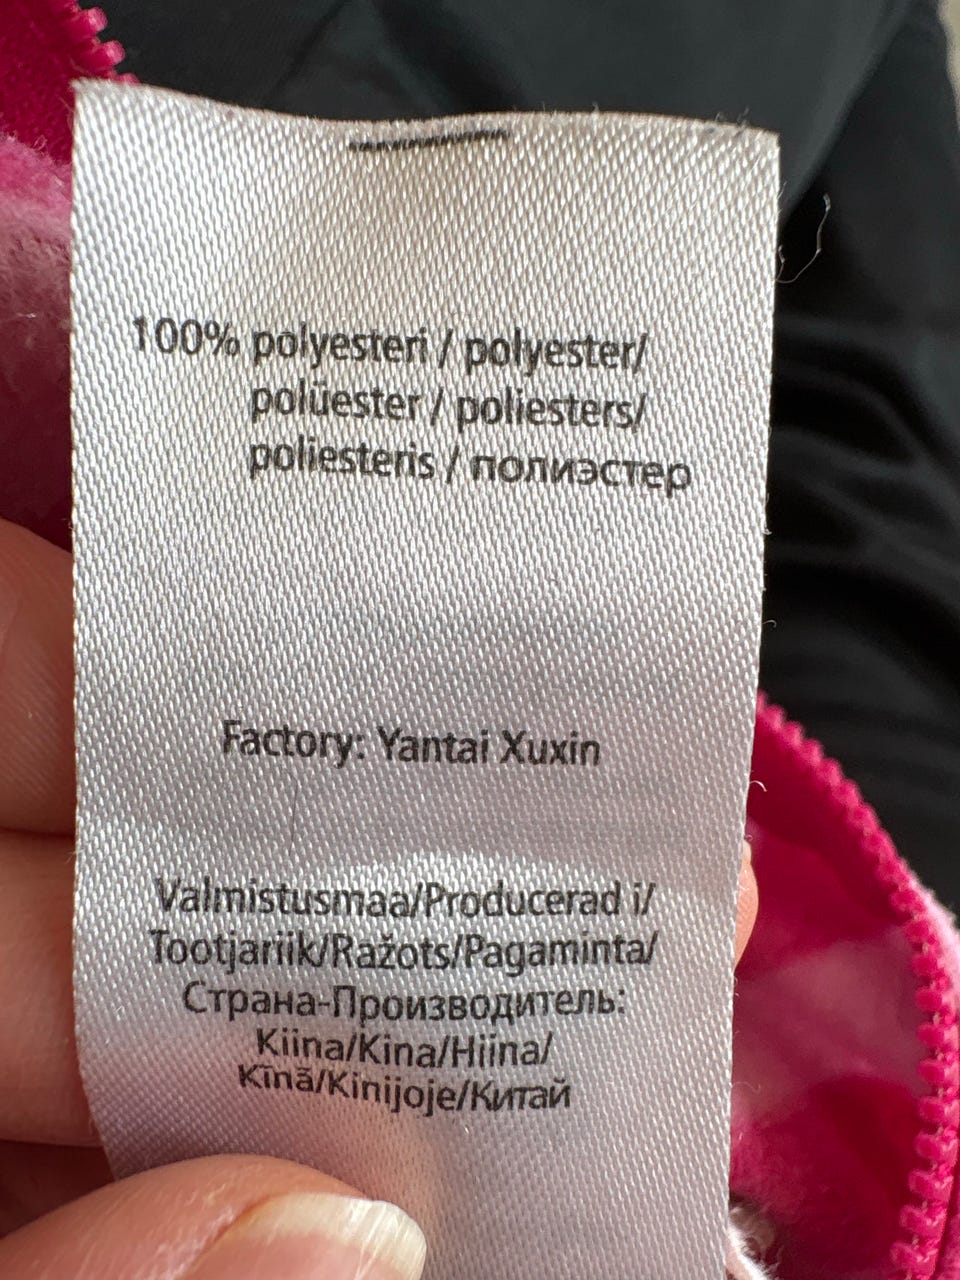 100% polyesteri / polyester/
polüester / poliesters/
poliesteris / полиэстер
Factory: Yantai Xuxin
Valmistusmaa/Producerad i/
Tootjariik/Ražots/Pagaminta/
Страна-Производитель:
Kiina/Kina/Hiina/
Kīnā/Kinijoje/Китай